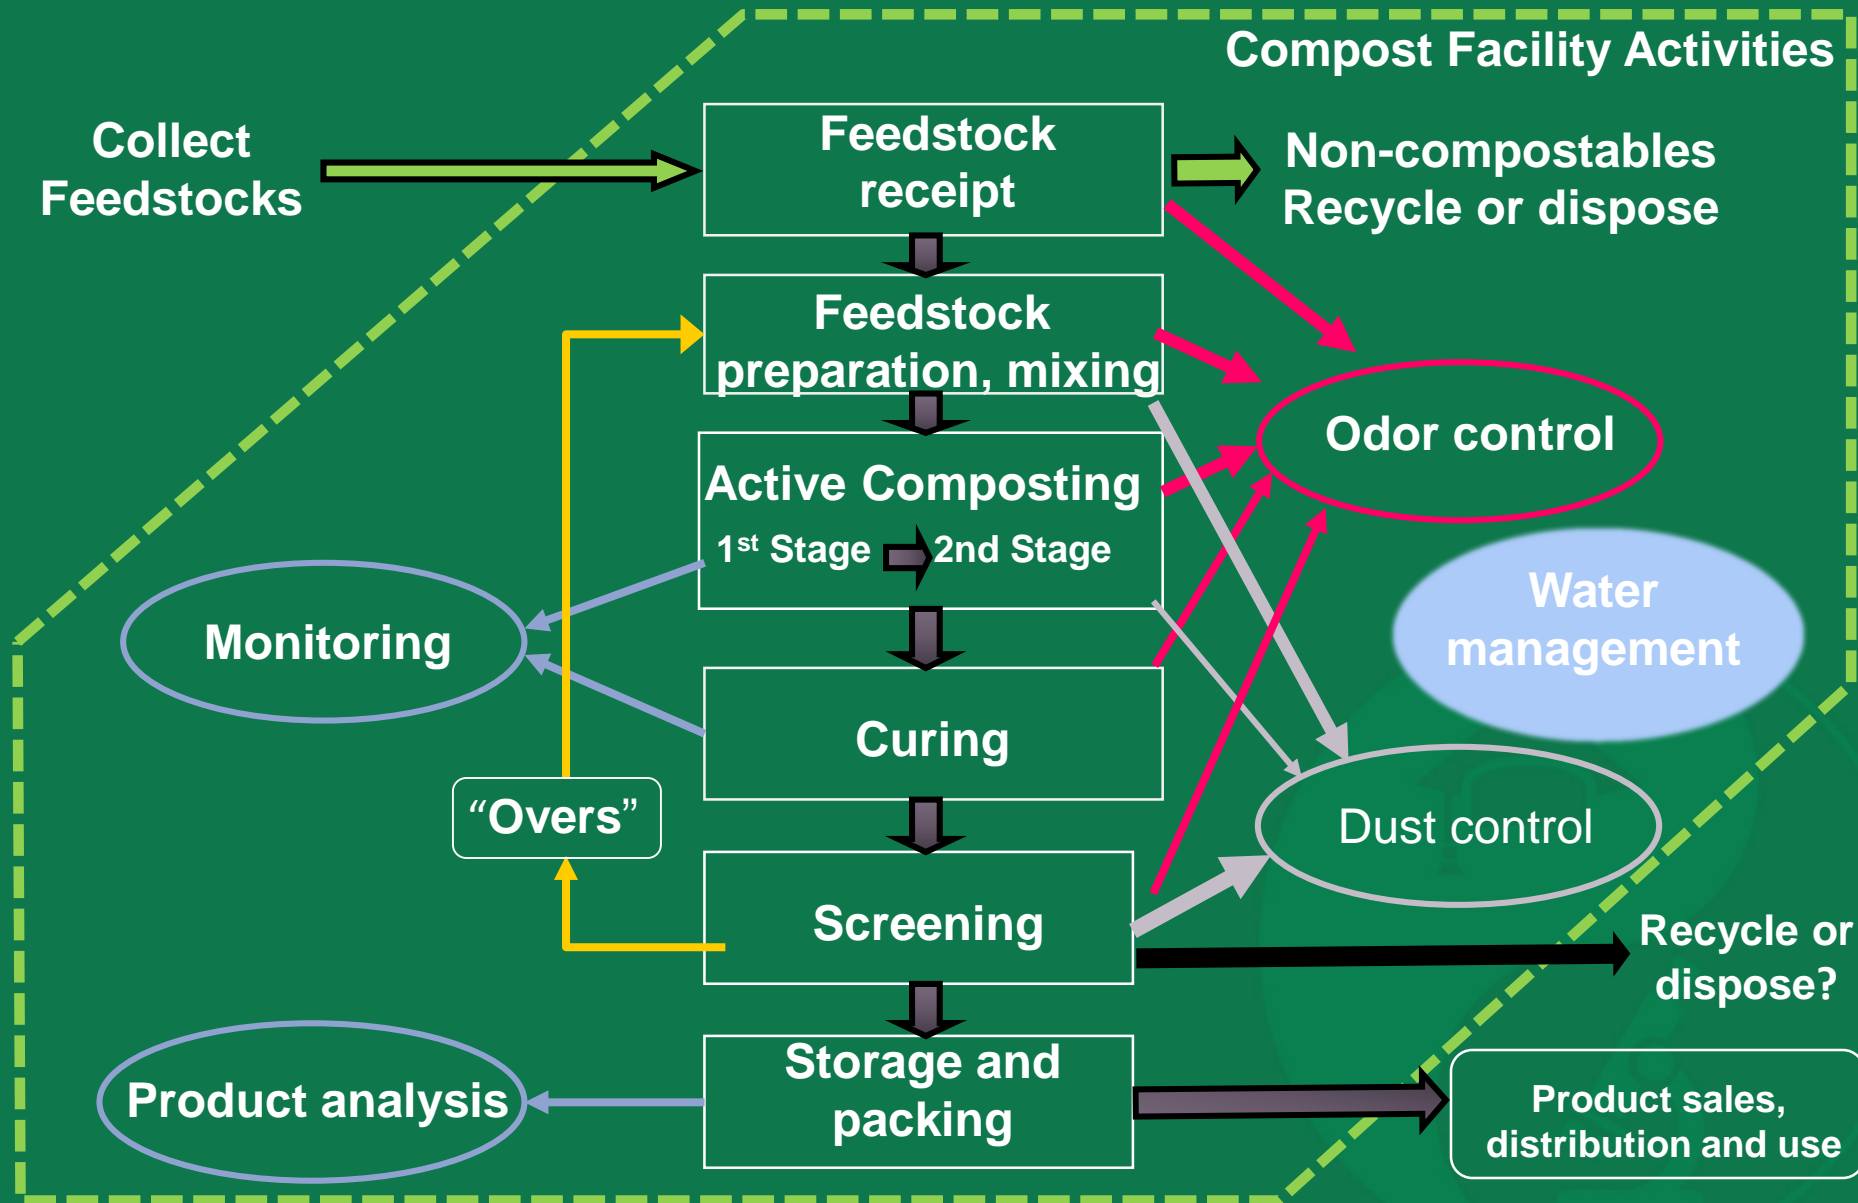 Compost Facility Activities
Collect
Feedstocks
Feedstock
receipt
Non-compostables
Recycle or dispose
Feedstock
preparation, mixing
Odor control
Active Composting
1st Stage
2nd Stage
Water
management
Monitoring
Curing
“Overs”
Dust control
Screening
Recycle or
dispose?
Storage and
packing
Product analysis
Product sales,
distribution and use